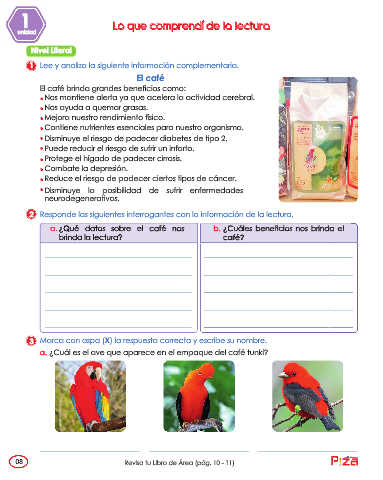 1
unidad
Lo que comprendí de la lectura
Nivel Literal
1 Lee y analiza la siguiente información complementaria.
El café
El café brinda grandes beneficios como:
Nos mantiene alerta ya que acelera la actividad cerebral.
Nos ayuda a quemar grasas.
Mejora nuestro rendimiento físico.
Contiene nutrientes esenciales para nuestro organismo.
Disminuye el riesgo de padecer diabetes de tipo 2.
Puede reducir el riesgo de sufrir un infarto.
Protege el hígado de padecer cirrosis.
Combate la depresión.
Reduce el riesgo de padecer ciertos tipos de cáncer.
Disminuye la posibilidad de sufrir enfermedades
neurodegenerativas.
2 Responde las siguientes interrogantes con la información de la lectura.
a. ¿Qué datos sobre el café nos
brinda la lectura?
b. ¿Cuáles beneficios nos brinda el
café?
3 Marca con aspa (X) la respuesta correcta y escribe su nombre.
a. ¿Cuál es el ave que aparece en el empaque del café tunki?
08
Revisa tu Libro de Área (pág. 10 - 11)